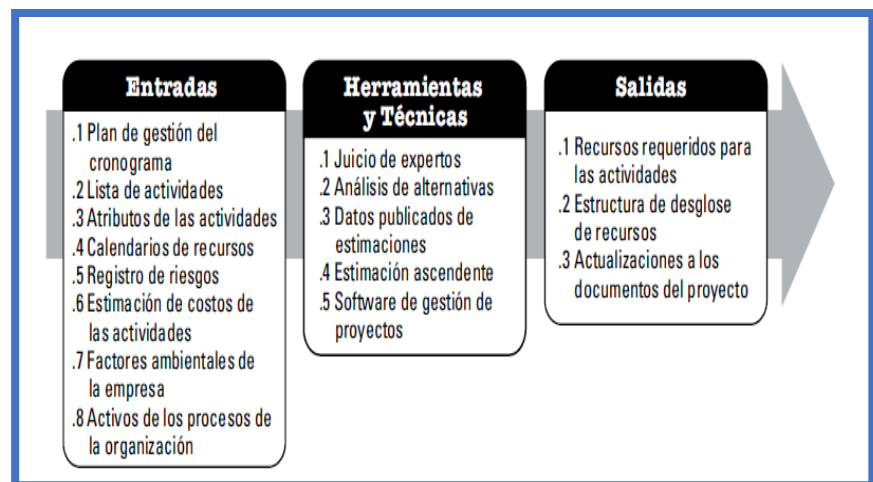 Entradas
.1 Plan de gestión del
cronograma
.2 Lista de actividades
.3 Atributos de las actividades
.4 Calendarios de recursos
.5 Registro de riesgos
.6 Estimación de costos de
las actividades
.7 Factores ambientales de
la empresa
.8 Activos de los procesos de
la organización
Herramientas
y Técnicas
.1 Juicio de expertos
.2 Análisis de alternativas
.3 Datos publicados de
estimaciones
.4 Estimación ascendente
.5 Software de gestión de
proyectos
Salidas
.1 Recursos requeridos para
las actividades
.2 Estructura de desglose
de recursos
.3 Actualizaciones a los
documentos del proyecto